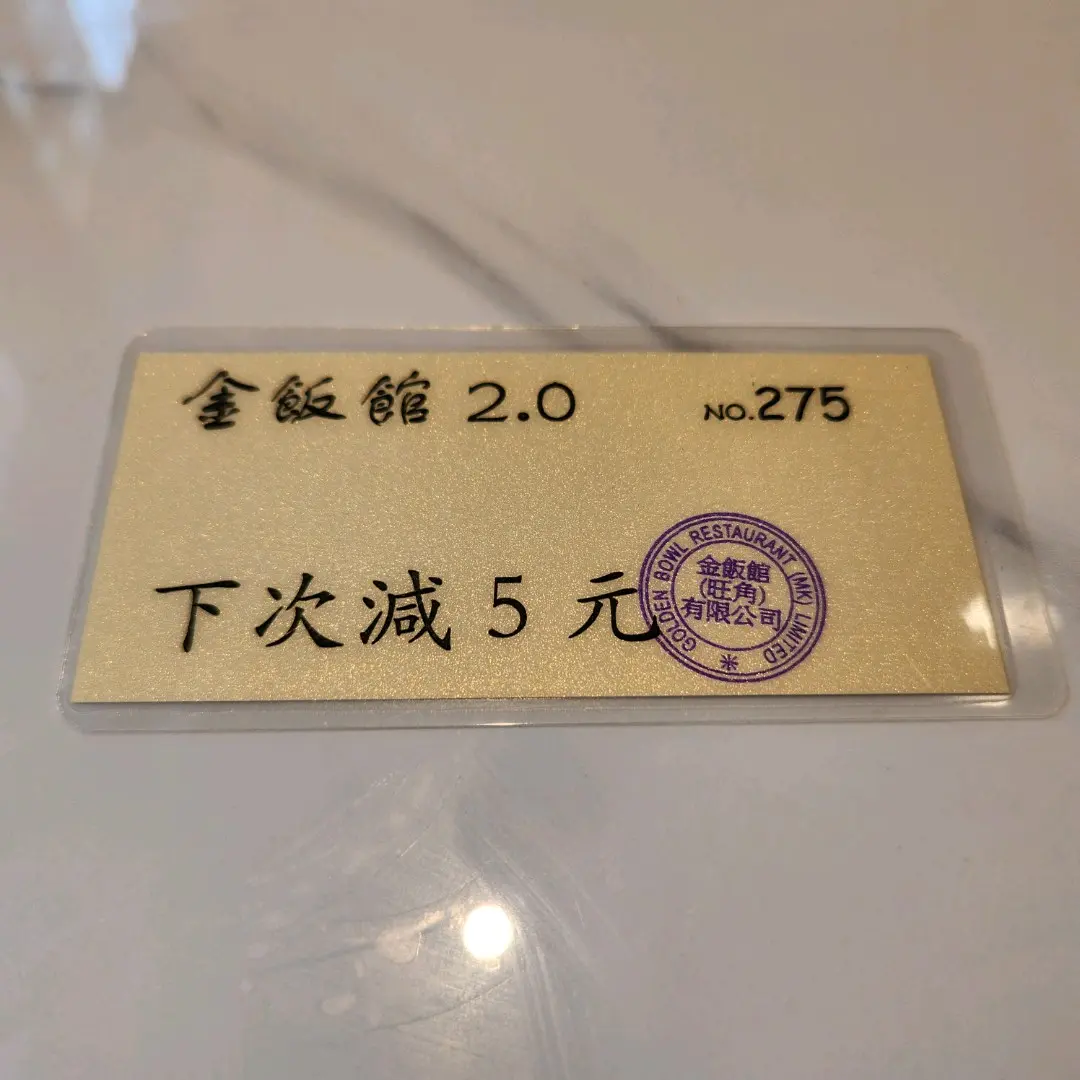 金飯館 2.0
NO.275
下次減 5 元
GOLDEN BOWL RESTAURANT (MK) LIMITED
金飯館
(旺角)
有限公司
*